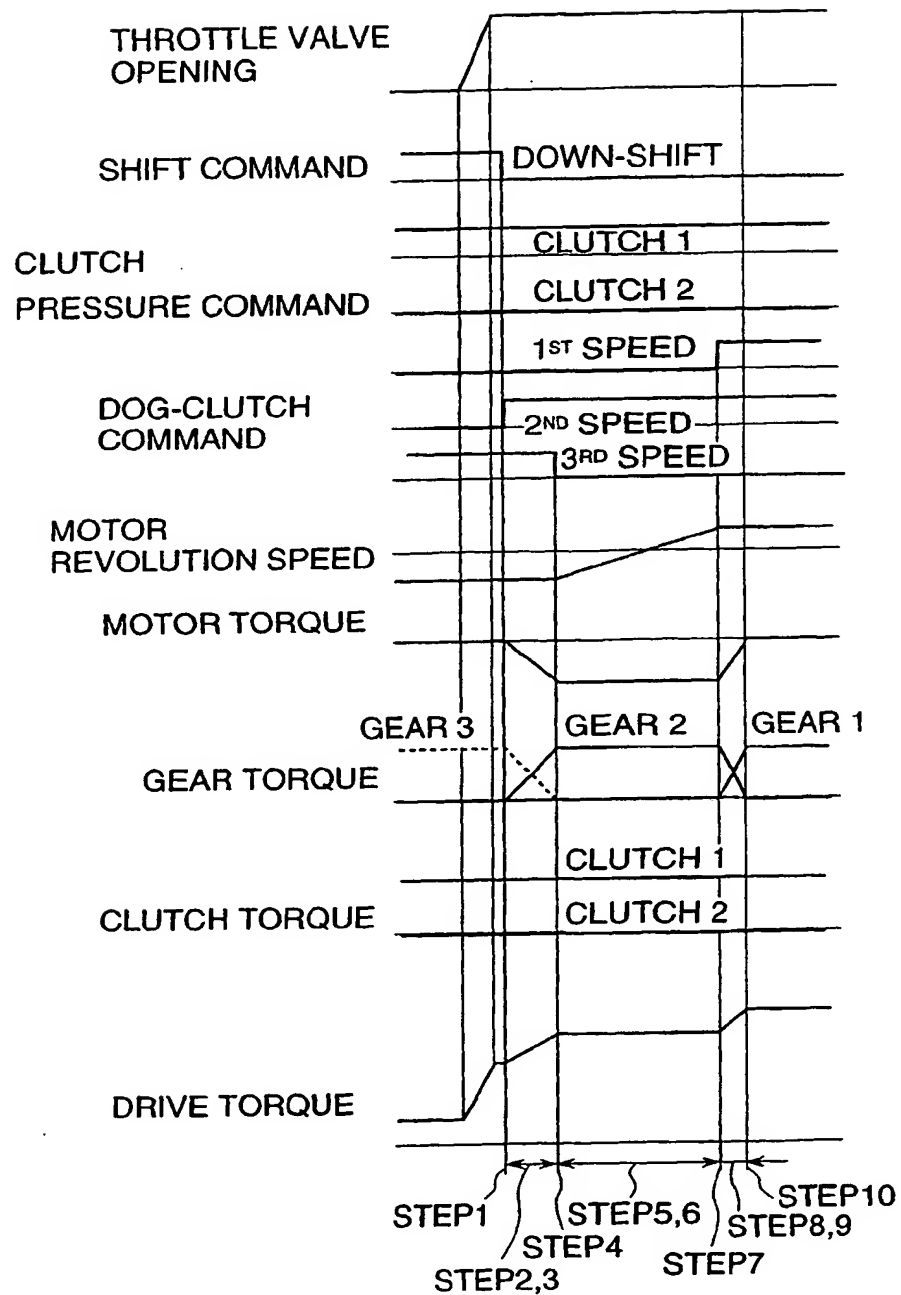 THROTTLE VALVE
OPENING
SHIFT COMMAND
DOWN-SHIFT
CLUTCH
PRESSURE COMMAND
CLUTCH 1
CLUTCH 2
DOG-CLUTCH
COMMAND
1ST SPEED
2ND SPEED
3RD SPEED
MOTOR
REVOLUTION SPEED
MOTOR TORQUE
GEAR 3
GEAR 2
GEAR 1
GEAR TORQUE
CLUTCH 1
CLUTCH TORQUE
CLUTCH 2
DRIVE TORQUE
STEP1
STEP2,3
STEP4
STEP5,6
STEP7
STEP8,9
STEP10